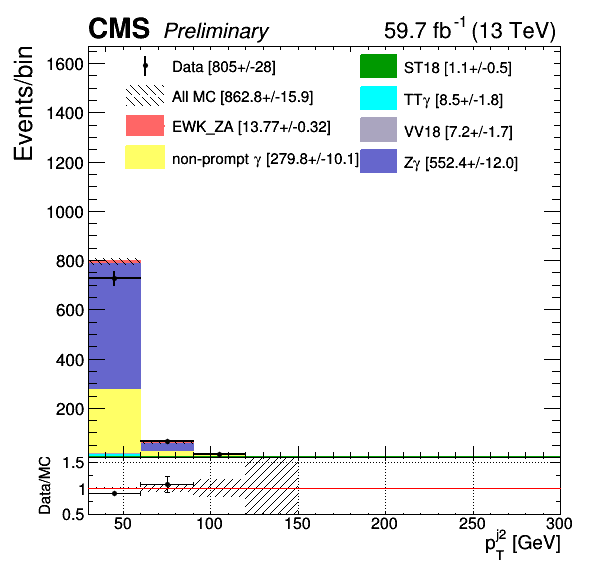 CMS Preliminary 59.7 fb⁻¹ (13 TeV)
Events/bin
1600
1400
1200
1000
800
600
400
200
Data [805+/-28]
All MC [862.8+/-15.9]
EWK_ZA [13.77+/-0.32]
non-prompt γ [279.8+/-10.1]
ST18 [1.1+/-0.5]
TTγ [8.5+/-1.8]
VV18 [7.2+/-1.7]
Zγ [552.4+/-12.0]
Data/MC
1.5
1
0.5
50 100 150 200 250 300
p_T^j2 [GeV]